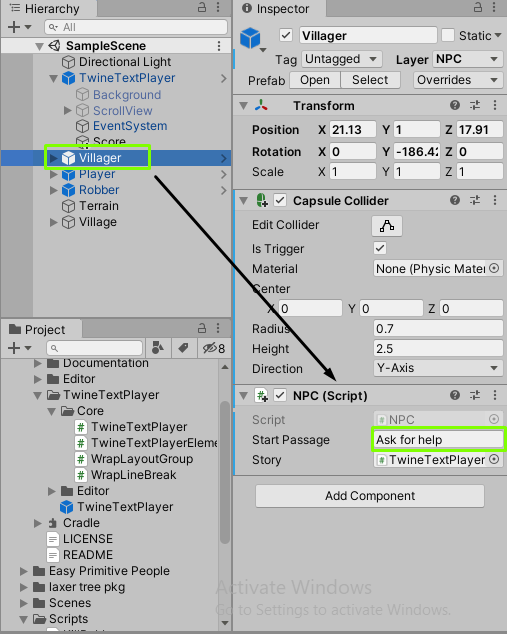 Hierarchy
All
SampleScene
Directional Light
TwineTextPlayer
Background
ScrollView
EventSystem
Score
Villager
Player
Robber
Terrain
Village
Project
8
Documentation
Editor
TwineTextPlayer
Core
TwineTextPlayer
TwineTextPlayerEleme
WrapLayoutGroup
WrapLineBreak
Editor
TwineTextPlayer
Cradle
LICENSE
README
Easy Primitive People
laxer tree pkg
Scenes
Scripts
Inspector
Villager Static
Tag Untagged Layer NPC
Prefab Open Select Overrides
Transform
Position X 21.13 Y 1 Z 17.91
Rotation X 0 Y -186.42 Z 0
Scale X 1 Y 1 Z 1
Capsule Collider
Edit Collider
Is Trigger
Material None (Physic Mater
Center
X 0 Y 0 Z 0
Radius 0.7
Height 2.5
Direction Y-Axis
NPC (Script)
Script NPC
Start Passage Ask for help
Story TwineTextPlayer
Add Component
Activate Windows
Go to Settings to activate Windows.